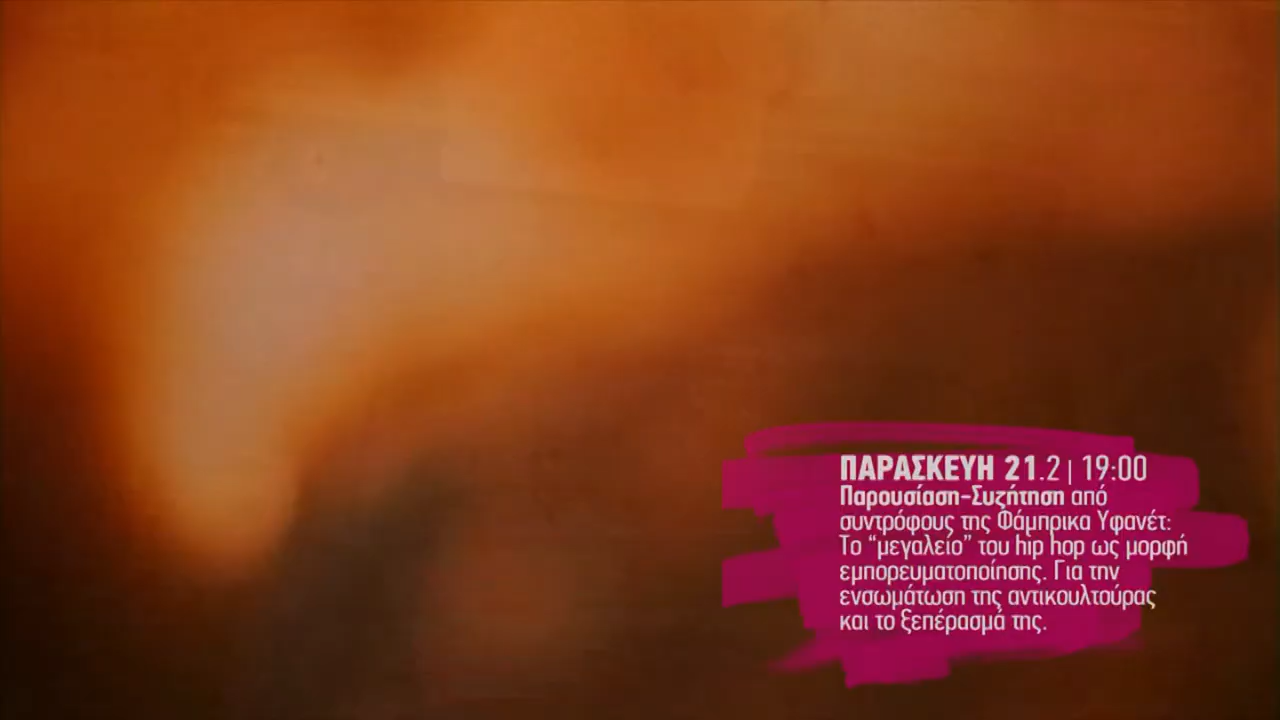 ΠΑΡΑΣΚΕΥΗ 21.2 | 19:00
Παρουσίαση-Συζήτηση από
συντρόφους της Φάμπρικα Υφανέτ:
Το “μεγαλείο” του hip hop ως μορφή
εμπορευματοποίησης. Για την
ενσωμάτωση της αντικουλτούρας
και το ξεπέρασμά της.